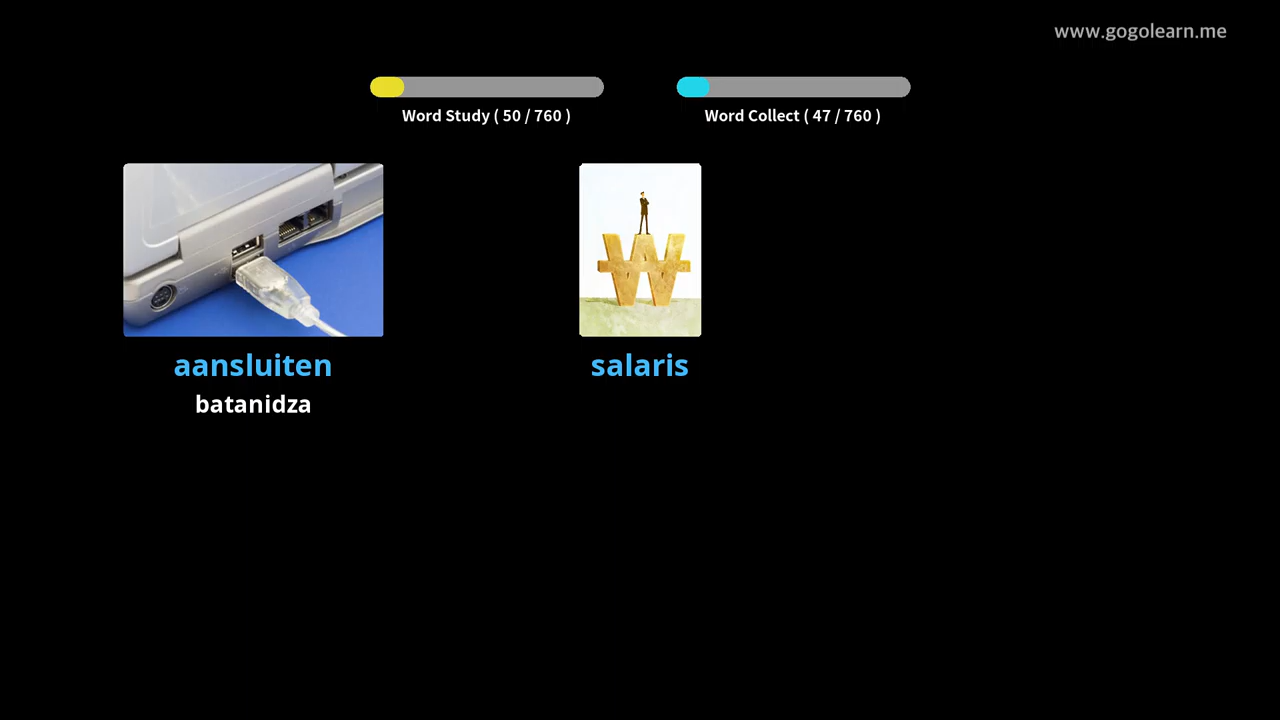 www.gogolearn.me
Word Study ( 50 / 760 )
Word Collect ( 47 / 760 )
aansluiten
batanidza
salaris